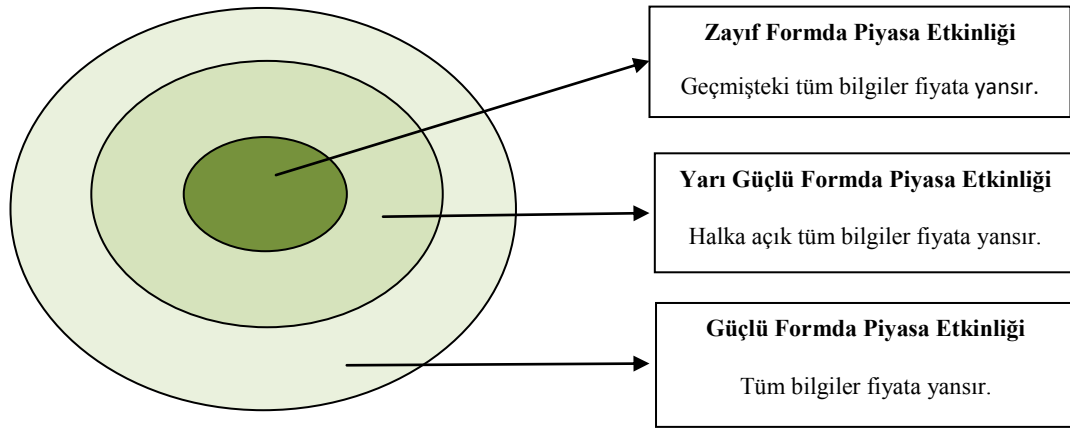 Zayıf Formda Piyasa Etkinliği
Geçmişteki tüm bilgiler fiyata yansır.
Yarı Güçlü Formda Piyasa Etkinliği
Halka açık tüm bilgiler fiyata yansır.
Güçlü Formda Piyasa Etkinliği
Tüm bilgiler fiyata yansır.